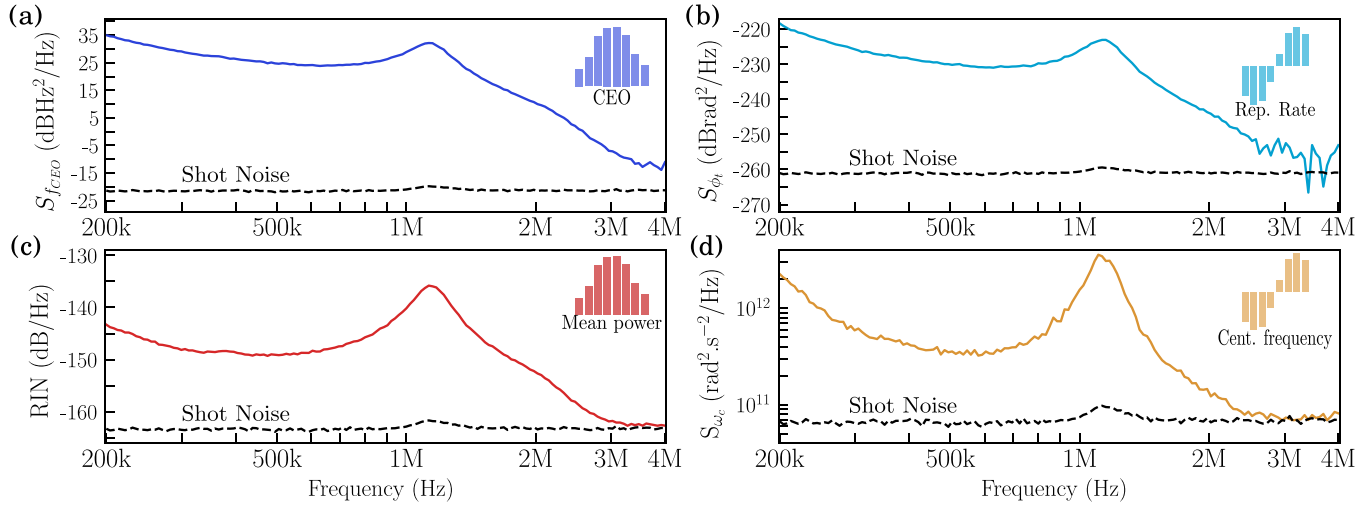 (a)
S_{f_{CEO}} (dBHz²/Hz)
35
25
15
5
-5
-15
-25
CEO
Shot Noise
200k 500k 1M 2M 3M 4M
(b)
S_{ϕ_t} (dBrad²/Hz)
-220
-230
-240
-250
-260
-270
Rep. Rate
Shot Noise
200k 500k 1M 2M 3M 4M
(c)
RIN (dB/Hz)
-130
-140
-150
-160
Mean power
Shot Noise
200k 500k 1M 2M 3M 4M
Frequency (Hz)
(d)
S_{ω_c} (rad².s⁻²/Hz)
10¹²
10¹¹
Cent. frequency
Shot Noise
200k 500k 1M 2M 3M 4M
Frequency (Hz)